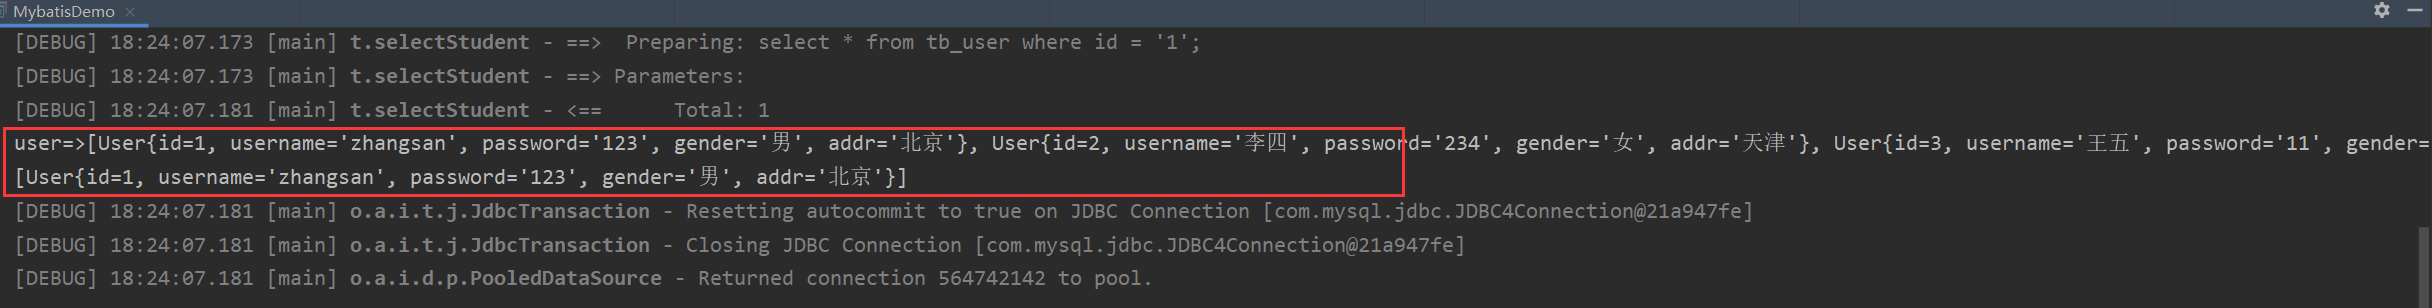 MybatisDemo
[DEBUG] 18:24:07.173 [main] t.selectStudent - ==>  Preparing: select * from tb_user where id = '1';
[DEBUG] 18:24:07.173 [main] t.selectStudent - ==> Parameters:
[DEBUG] 18:24:07.181 [main] t.selectStudent - <==      Total: 1
user=>[User{id=1, username='zhangsan', password='123', gender='男', addr='北京'}, User{id=2, username='李四', password='234', gender='女', addr='天津'}, User{id=3, username='王五', password='11', gender=
[User{id=1, username='zhangsan', password='123', gender='男', addr='北京'}]
[DEBUG] 18:24:07.181 [main] o.a.i.t.j.JdbcTransaction - Resetting autocommit to true on JDBC Connection [com.mysql.jdbc.JDBC4Connection@21a947fe]
[DEBUG] 18:24:07.181 [main] o.a.i.t.j.JdbcTransaction - Closing JDBC Connection [com.mysql.jdbc.JDBC4Connection@21a947fe]
[DEBUG] 18:24:07.181 [main] o.a.i.d.p.PooledDataSource - Returned connection 564742142 to pool.